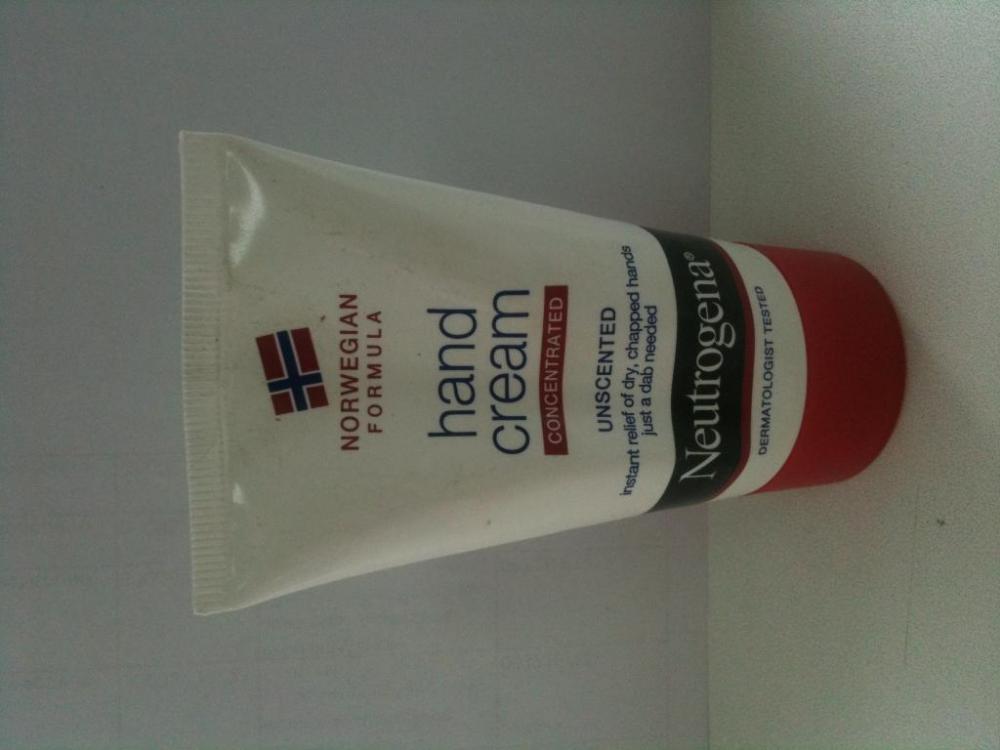 NORWEGIAN
FORMULA
hand
cream
CONCENTRATED
UNSCENTED
instant relief of dry, chapped hands
just a dab needed
Neutrogena®
DERMATOLOGIST TESTED